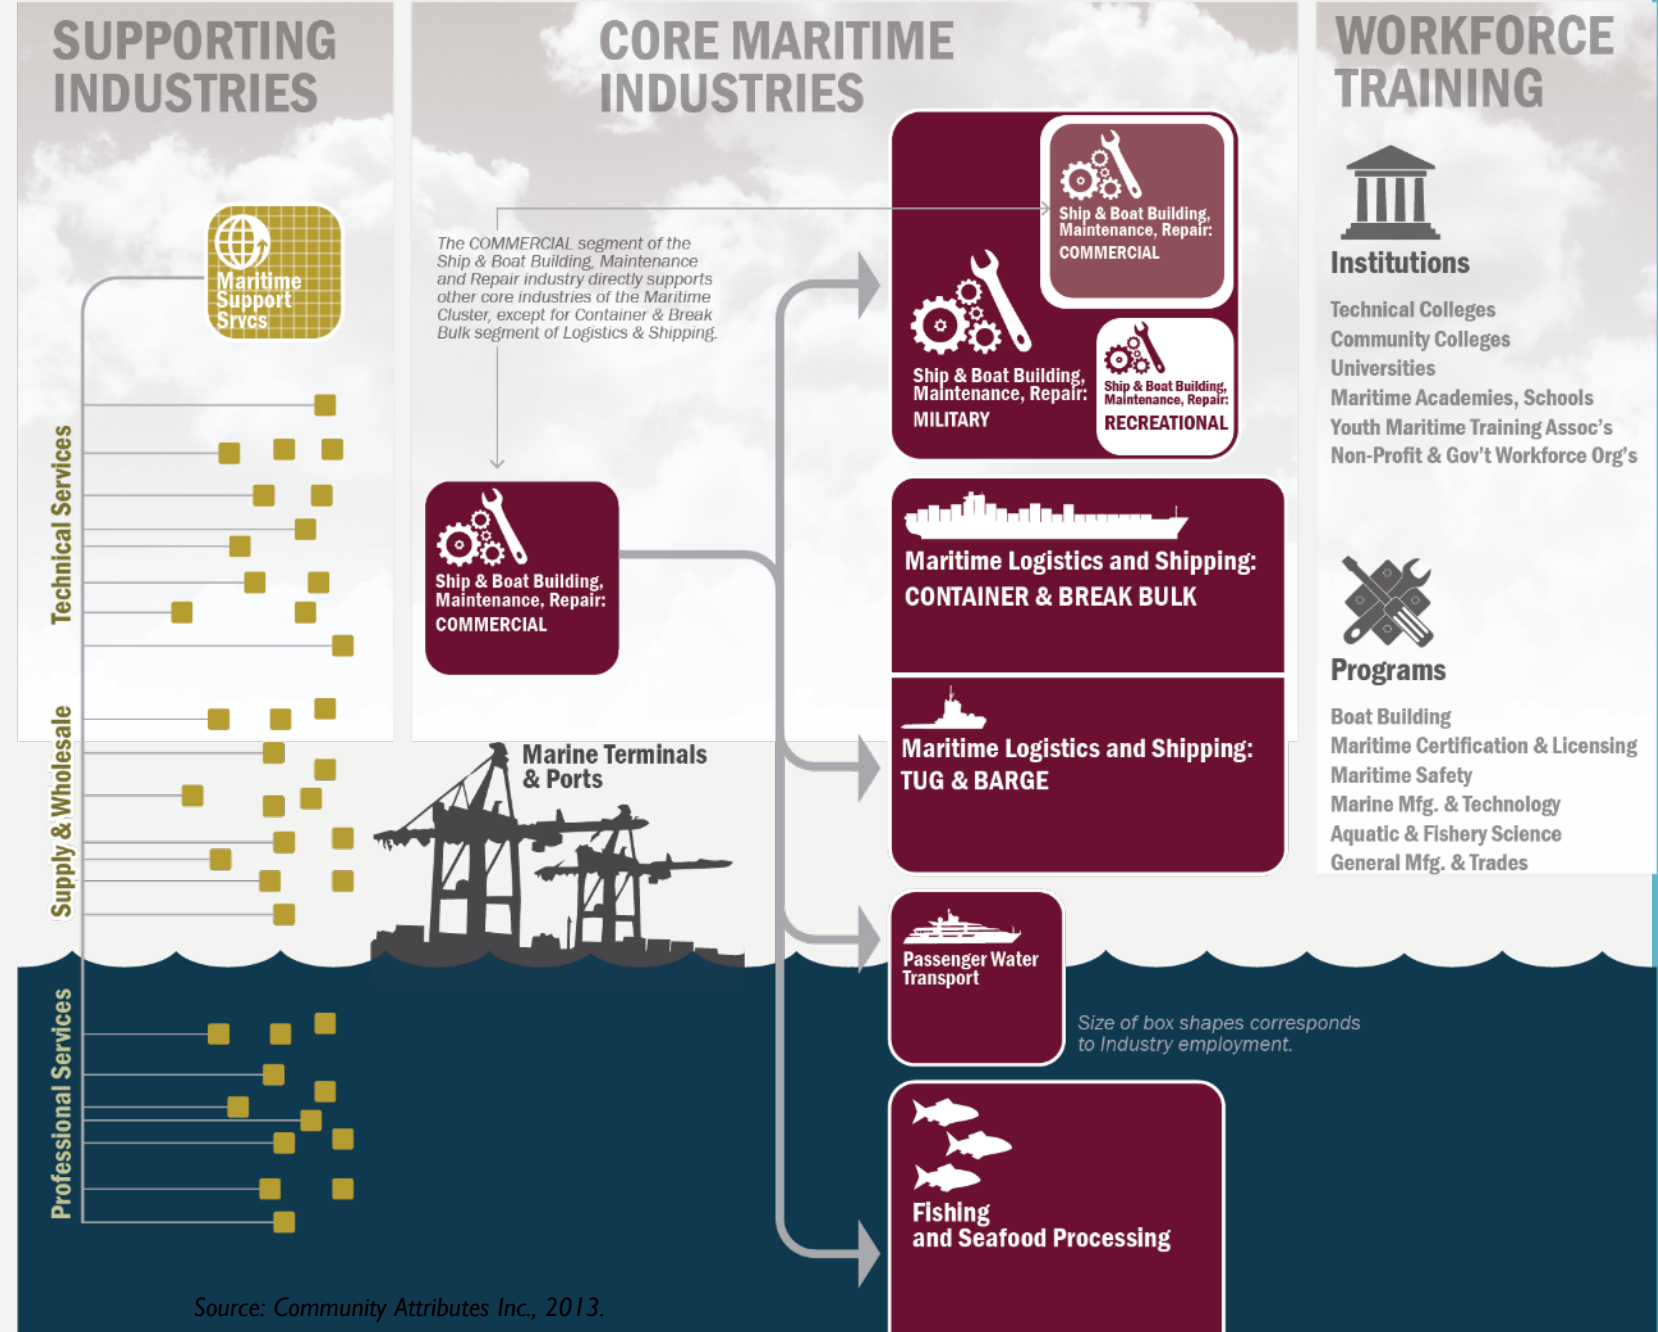 SUPPORTING
INDUSTRIES
Maritime
Support
Srvcs
Technical Services
Supply & Wholesale
Professional Services
CORE MARITIME
INDUSTRIES
The COMMERCIAL segment of the
Ship & Boat Building, Maintenance
and Repair industry directly supports
other core industries of the Maritime
Cluster, except for Container & Break
Bulk segment of Logistics & Shipping.
Ship & Boat Building,
Maintenance, Repair:
COMMERCIAL
Marine Terminals
& Ports
Ship & Boat Building,
Maintenance, Repair:
COMMERCIAL
Ship & Boat Building,
Maintenance, Repair:
MILITARY
Ship & Boat Building,
Maintenance, Repair:
RECREATIONAL
Maritime Logistics and Shipping:
CONTAINER & BREAK BULK
Maritime Logistics and Shipping:
TUG & BARGE
Passenger Water
Transport
Size of box shapes corresponds
to Industry employment.
Fishing
and Seafood Processing
WORKFORCE
TRAINING
Institutions
Technical Colleges
Community Colleges
Universities
Maritime Academies, Schools
Youth Maritime Training Assoc's
Non-Profit & Gov't Workforce Org's
Programs
Boat Building
Maritime Certification & Licensing
Maritime Safety
Marine Mfg. & Technology
Aquatic & Fishery Science
General Mfg. & Trades
Source: Community Attributes Inc., 2013.